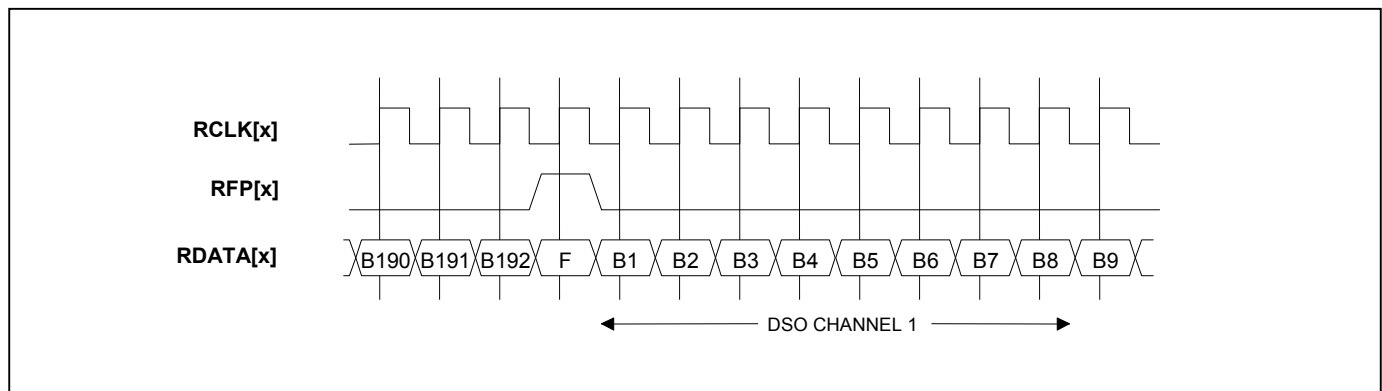 RCLK[x]
RFP[x]
RDATA[x] B190 B191 B192 F B1 B2 B3 B4 B5 B6 B7 B8 B9
DSO CHANNEL 1